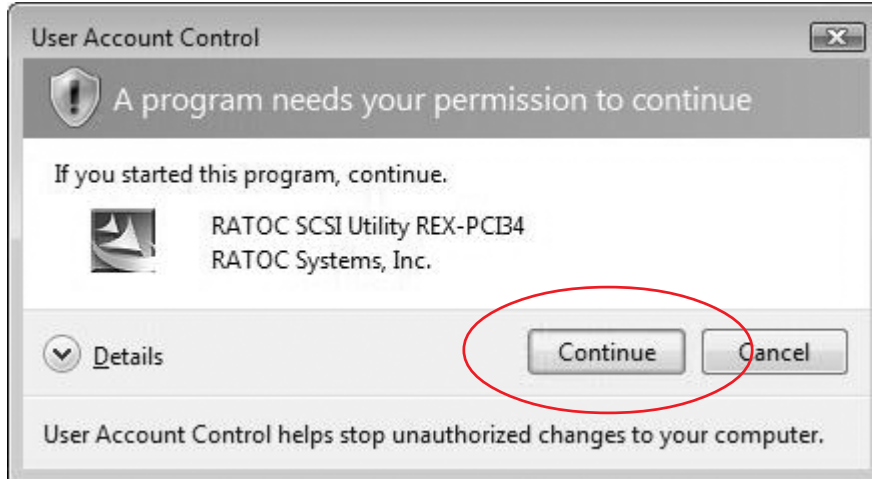 User Account Control
A program needs your permission to continue
If you started this program, continue.
RATOC SCSI Utility REX-PCI34
RATOC Systems, Inc.
Details
Continue
Cancel
User Account Control helps stop unauthorized changes to your computer.